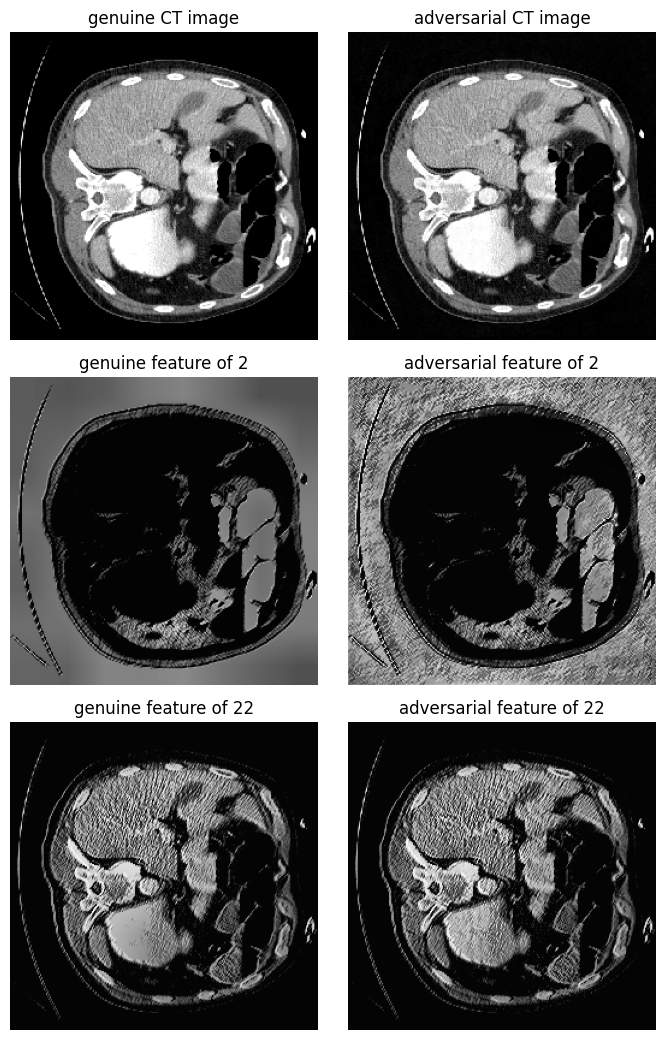 genuine CT image
adversarial CT image
genuine feature of 2
adversarial feature of 2
genuine feature of 22
adversarial feature of 22